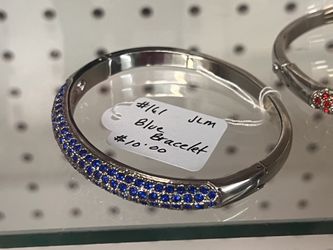 #161 JLM
Blue
Bracelet
$10.00